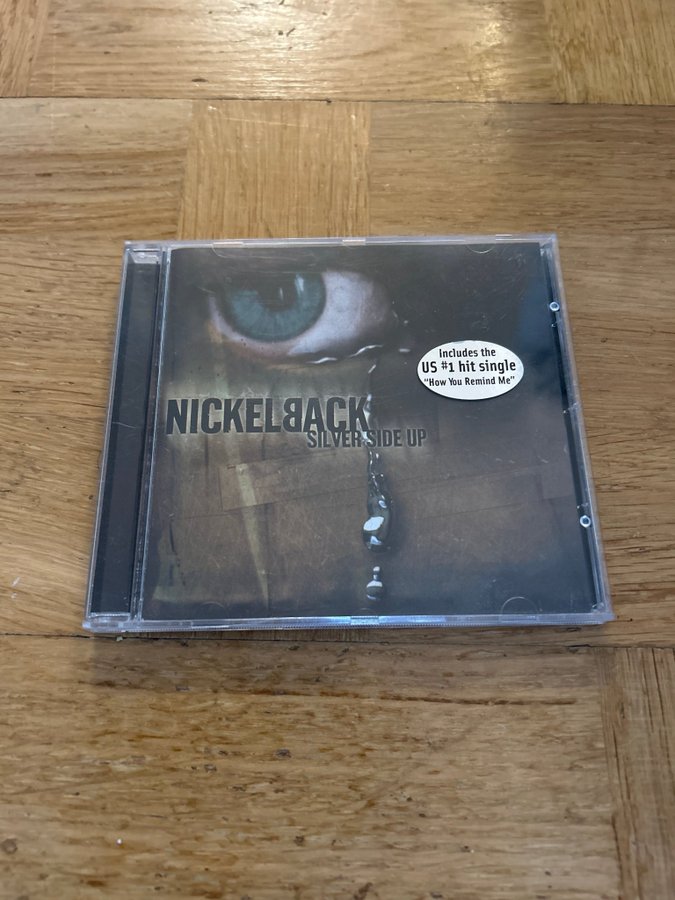 Includes the
US #1 hit single
"How You Remind Me"
NICKELBACK
SILVER SIDE UP